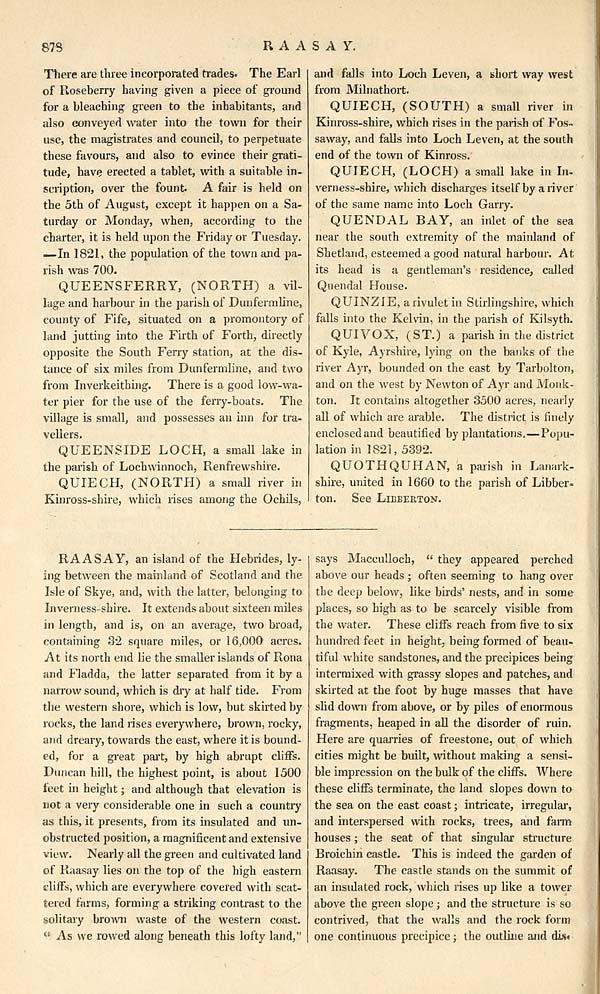 878
RAASAY.
There are three incorporated trades. The Earl
of Roseberry having given a piece of ground
for a bleaching green to the inhabitants, and
also conveyed water into the town for their
use, the magistrates and council, to perpetuate
these favours, and also to evince their grati-
tude, have erected a tablet, with a suitable in-
scription, over the fount. A fair is held on
the 5th of August, except it happen on a Sa-
turday or Monday, when, according to the
charter, it is held upon the Friday or Tuesday.
—In 1821, the population of the town and pa-
rish was 700.
QUEENSFERRY, (NORTH) a vil-
lage and harbour in the parish of Dunfermline,
county of Fife, situated on a promontory of
land jutting into the Firth of Forth, directly
opposite the South Ferry station, at the dis-
tance of six miles from Dunfermline, and two
from Inverkeithing. There is a good low-wa-
ter pier for the use of the ferry-boats. The
village is small, and possesses an inn for tra-
vellers.
QUEENSIDE LOCH, a small lake in
the parish of Lochwinnoch, Renfrewshire.
QUIECH, (NORTH) a small river in
Kinross-shire, which rises among the Ochils,
and falls into Loch Leven, a short way west
from Milnathort.
QUIECH, (SOUTH) a small river in
Kinross-shire, which rises in the parish of Fos-
saway, and falls into Loch Leven, at the south
end of the town of Kinross.
QUIECH, (LOCH) a small lake in In-
verness-shire, which discharges itself by a river
of the same name into Loch Garry.
QUENDAL BAY, an inlet of the sea
near the south extremity of the mainland of
Shetland, esteemed a good natural harbour. At
its head is a gentleman's residence, called
Quendal House.
QUINZIE, a rivulet in Stirlingshire, which
falls into the Kelvin, in the parish of Kilsyth.
QUIVOX, (ST.) a parish in the district
of Kyle, Ayrshire, lying on the banks of the
river Ayr, bounded on the east by Tarbolton,
and on the west by Newton of Ayr and Monk-
ton. It contains altogether 3500 acres, nearly
all of which are arable. The district is finely
enclosed and beautified by plantations.—Popu-
lation in 1821, 5392.
QUOTHQUHAN, a parish in Lanark-
shire, united in 1660 to the parish of Libber-
ton. See LIBBERTON.
RAASAY, an island of the Hebrides, ly-
ing between the mainland of Scotland and the
Isle of Skye, and, with the latter, belonging to
Inverness-shire. It extends about sixteen miles
in length, and is, on an average, two broad,
containing 32 square miles, or 16,000 acres.
At its north end lie the smaller islands of Rona
and Fladda, the latter separated from it by a
narrow sound, which is dry at half tide. From
the western shore, which is low, but skirted by
rocks, the land rises everywhere, brown, rocky,
and dreary, towards the east, where it is bound-
ed, for a great part, by high abrupt cliffs.
Duncan hill, the highest point, is about 1500
feet in height; and although that elevation is
not a very considerable one in such a country
as this, it presents, from its insulated and un-
obstructed position, a magnificent and extensive
view. Nearly all the green and cultivated land
of Raasay lies on the top of the high eastern
cliffs, which are everywhere covered with scat-
tered farms, forming a striking contrast to the
solitary brown waste of the western coast.
“ As we rowed along beneath this lofty land,”
says Macculloch, “ they appeared perched
above our heads; often seeming to hang over
the deep below, like birds' nests, and in some
places, so high as to be scarcely visible from
the water. These cliffs reach from five to six
hundred feet in height, being formed of beau-
tiful white sandstones, and the precipices being
intermixed with grassy slopes and patches, and
skirted at the foot by huge masses that have
slid down from above, or by piles of enormous
fragments, heaped in all the disorder of ruin.
Here are quarries of freestone, out of which
cities might be built, without making a sensi-
ble impression on the bulk of the cliffs. Where
these cliffs terminate, the land slopes down to
the sea on the east coast; intricate, irregular,
and interspersed with rocks, trees, and farm
houses; the seat of that singular structure
Broichin castle. This is indeed the garden of
Raasay. The castle stands on the summit of
an insulated rock, which rises up like a tower
above the green slope; and the structure is so
contrived, that the walls and the rock form
one continuous precipice; the outline and dis-